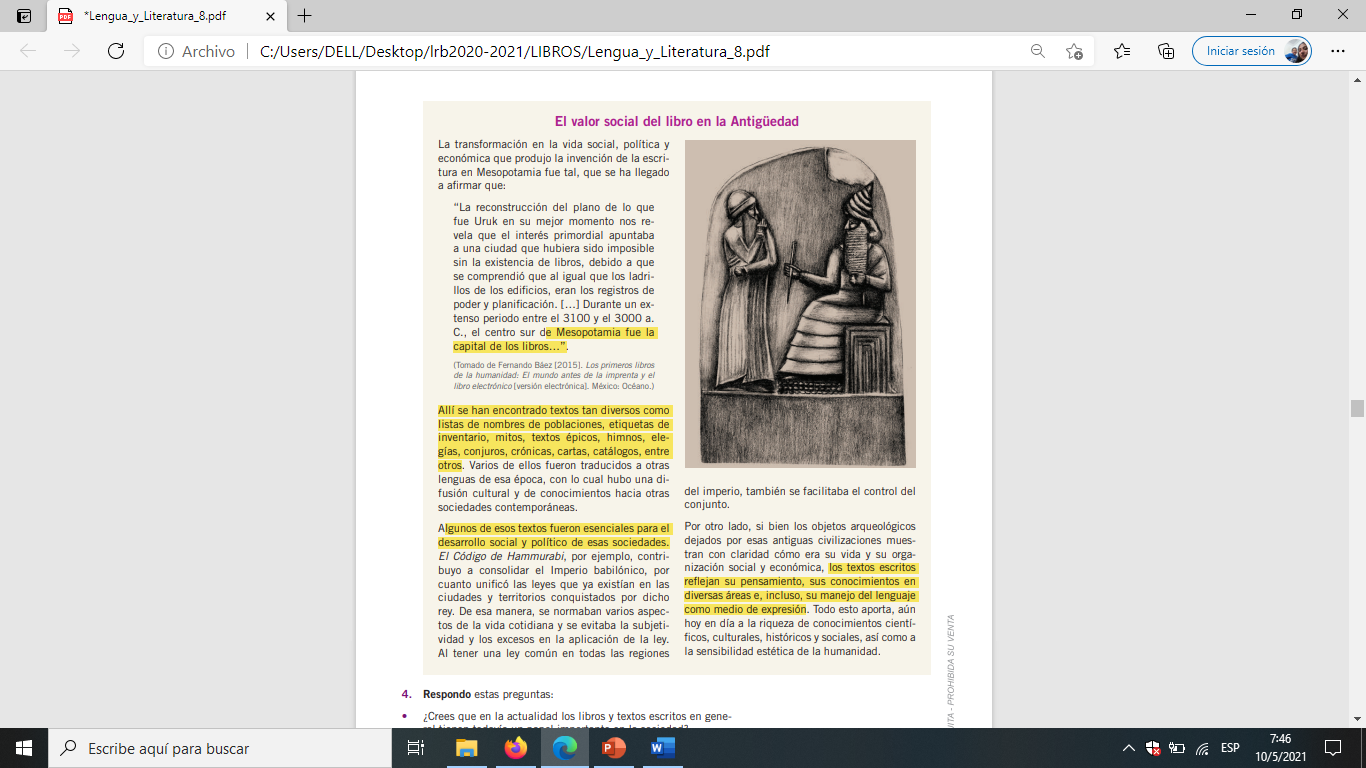 *Lengua_y_Literatura_8.pdf
Archivo
C:/Users/DELL/Desktop/lrb2020-2021/LIBROS/Lengua_y_Literatura_8.pdf
Iniciar sesión
El valor social del libro en la Antigüedad
La transformación en la vida social, política y
económica que produjo la invención de la escri-
tura en Mesopotamia fue tal, que se ha llegado
a afirmar que:
"La reconstrucción del plano de lo que
fue Uruk en su mejor momento nos re-
vela que el interés primordial apuntaba
a una ciudad que hubiera sido imposible
sin la existencia de libros, debido a que
se comprendió que al igual que los ladri-
llos de los edificios, eran los registros de
poder y planificación. [...] Durante un ex-
tenso periodo entre el 3100 y el 3000 a.
C., el centro sur de Mesopotamia fue la
capital de los libros...".
(Tomado de Fernando Báez [2015]. Los primeros libros
de la humanidad: El mundo antes de la imprenta y el
libro electrónico [versión electrónica]. México: Océano.)
Allí se han encontrado textos tan diversos como
listas de nombres de poblaciones, etiquetas de
inventario, mitos, textos épicos, himnos, ele-
gías, conjuros, crónicas, cartas, catálogos, entre
otros. Varios de ellos fueron traducidos a otras
lenguas de esa época, con lo cual hubo una di-
fusión cultural y de conocimientos hacia otras
sociedades contemporáneas.
Algunos de esos textos fueron esenciales para el
desarrollo social y político de esas sociedades.
El Código de Hammurabi, por ejemplo, contri-
buyo a consolidar el Imperio babilónico, por
cuanto unificó las leyes que ya existían en las
ciudades y territorios conquistados por dicho
rey. De esa manera, se normaban varios aspec-
tos de la vida cotidiana y se evitaba la subjeti-
vidad y los excesos en la aplicación de la ley.
Al tener una ley común en todas las regiones
del imperio, también se facilitaba el control del
conjunto.
Por otro lado, si bien los objetos arqueológicos
dejados por esas antiguas civilizaciones mues-
tran con claridad cómo era su vida y su orga-
nización social y económica, los textos escritos
reflejan su pensamiento, sus conocimientos en
diversas áreas e, incluso, su manejo del lenguaje
como medio de expresión. Todo esto aporta, aún
hoy en día a la riqueza de conocimientos cientí-
ficos, culturales, históricos y sociales, así como a
la sensibilidad estética de la humanidad.
UITA - PROHIBIDA SU VENTA
4. Respondo estas preguntas:
• ¿Crees que en la actualidad los libros y textos escritos en gene-
Escribe aquí para buscar
ESP
7:46
10/5/2021